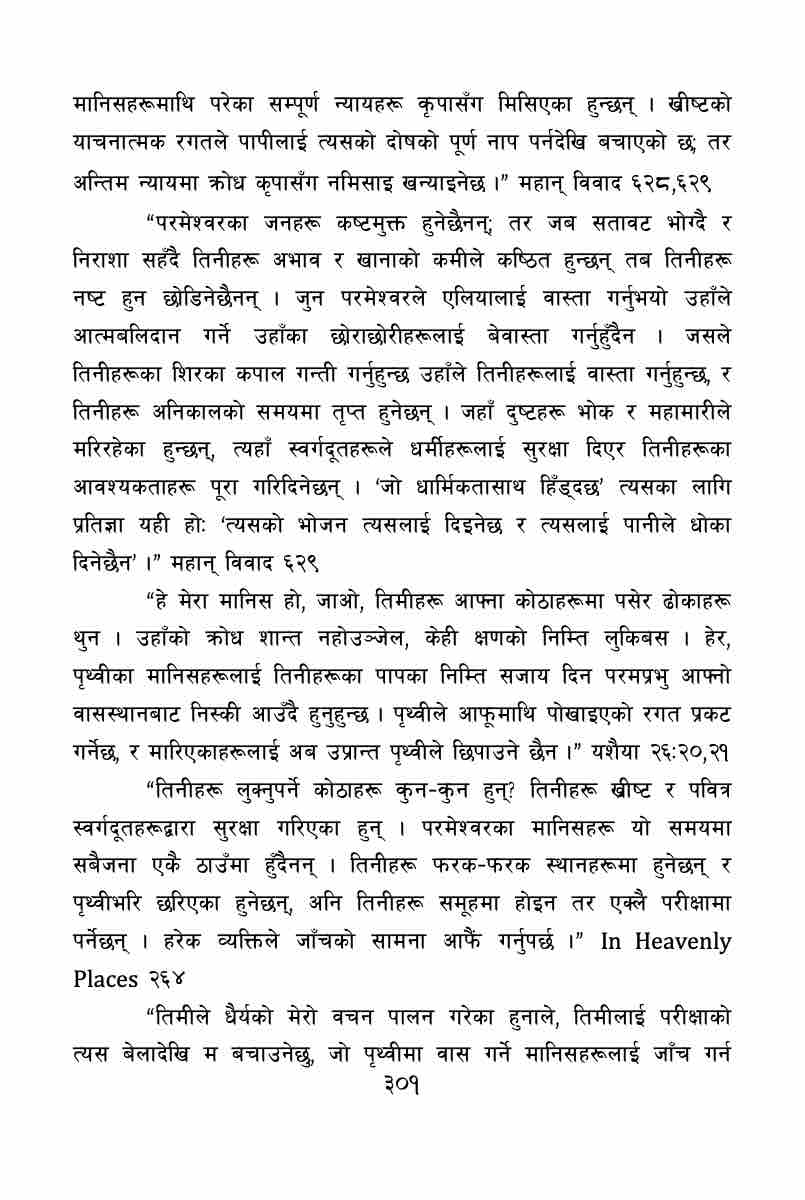 मानिसहरूमाथि परेका सम्पूर्ण न्यायहरू कृपासँग मिसिएका हुन्छन् । ख्रीष्टको
याचनात्मक रगतले पापीलाई त्यसको दोषको पूर्ण नाप पर्नदेखि बचाएको छ; तर
अन्तिम न्यायमा क्रोध कृपासँग नमिसाइ खन्याइनेछ ।” महान् विवाद ६२८,६२९
“परमेश्वरका जनहरू कष्टमुक्त हुनेछैनन्; तर जब सतावट भोग्दै र
निराशा सहँदै तिनीहरू अभाव र खानाको कमीले कष्ठित हुन्छन् तब तिनीहरू
नष्ट हुन छोडिनेछैनन् । जुन परमेश्वरले एलियालाई वास्ता गर्नुभयो उहाँले
आत्मबलिदान गर्ने उहाँका छोराछोरीहरूलाई बेवास्ता गर्नुहुँदैन । जसले
तिनीहरूका शिरका कपाल गन्ती गर्नुहुन्छ उहाँले तिनीहरूलाई वास्ता गर्नुहुन्छ, र
तिनीहरू अनिकालको समयमा तृप्त हुनेछन् । जहाँ दुष्टहरू भोक र महामारीले
मरिरहेका हुन्छन्, त्यहाँ स्वर्गदूतहरूले धर्मीहरूलाई सुरक्षा दिएर तिनीहरूका
आवश्यकताहरू पूरा गरिदिनेछन् । ‘जो धार्मिकतासाथ हिँड्दछ’ त्यसका लागि
प्रतिज्ञा यही हो: ‘त्यसको भोजन त्यसलाई दिइनेछ र त्यसलाई पानीले धोका
दिनेछैन’ ।” महान् विवाद ६२९
“हे मेरा मानिस हो, जाओ, तिमीहरू आफ्ना कोठाहरूमा पसेर ढोकाहरू
थुन । उहाँको क्रोध शान्त नहोउञ्जेल, केही क्षणको निम्ति लुकिबस । हेर,
पृथ्वीका मानिसहरूलाई तिनीहरूका पापका निम्ति सजाय दिन परमप्रभु आफ्नो
वासस्थानबाट निस्की आउँदै हुनुहुन्छ । पृथ्वीले आफूमाथि पोखाइएको रगत प्रकट
गर्नेछ, र मारिएकाहरूलाई अब उप्रान्त पृथ्वीले छिपाउने छैन ।” यशैया २६:२०,२१
“तिनीहरू लुक्नुपर्ने कोठाहरू कुन-कुन हुन्? तिनीहरू ख्रीष्ट र पवित्र
स्वर्गदूतहरूद्वारा सुरक्षा गरिएका हुन् । परमेश्वरका मानिसहरू यो समयमा
सबैजना एकै ठाउँमा हुँदैनन् । तिनीहरू फरक-फरक स्थानहरूमा हुनेछन् र
पृथ्वीभरि छरिएका हुनेछन्, अनि तिनीहरू समूहमा होइन तर एक्लै परीक्षामा
पर्नेछन् । हरेक व्यक्तिले जाँचको सामना आफैं गर्नुपर्छ ।” In Heavenly
Places २६४
“तिमीले धैर्यको मेरो वचन पालन गरेका हुनाले, तिमीलाई परीक्षाको
त्यस बेलादेखि म बचाउनेछु, जो पृथ्वीमा वास गर्ने मानिसहरूलाई जाँच गर्न
३०१